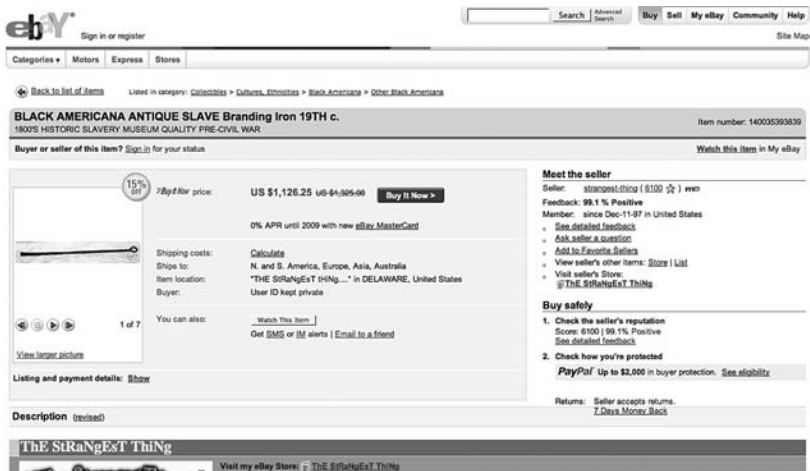 Search Advanced Search Buy Sell My eBay Community Help
ebY Sign in or register Site Map
Categories Motors Express Stores
Back to list of items Listed in category: Collectibles > Cultures, Ethnicities > Black Americana > Other Black Americana
BLACK AMERICANA ANTIQUE SLAVE Branding Iron 19TH c. Item number: 140035393839
1800'S HISTORIC SLAVERY MUSEUM QUALITY PRE-CIVIL WAR
Buyer or seller of this item? Sign in for your status Watch this item in My eBay
15% OFF
Buy It Now price: US $1,126.25 US $1,325.00 Buy It Now >
0% APR until 2009 with new eBay MasterCard
Shipping costs: Calculate
Ships to: N. and S. America, Europe, Asia, Australia
Item location: "THE StRaNgEsT tHiNg...." in DELAWARE, United States
Buyer: User ID kept private
1 of 7
View larger picture
You can also: Watch This Item
Get SMS or IM alerts | Email to a friend
Listing and payment details: Show
Meet the seller
Seller: strangest-thing ( 6100 ) me
Feedback: 99.1 % Positive
Member: since Dec-11-97 in United States
See detailed feedback
Ask seller a question
Add to Favorite Sellers
View seller's other items: Store | List
Visit seller's Store:
ThE StRaNgEsT ThiNg
Buy safely
1. Check the seller's reputation
Score: 6100 | 99.1% Positive
See detailed feedback
2. Check how you're protected
PayPal Up to $2,000 in buyer protection. See eligibility
Returns: Seller accepts returns.
7 Days Money Back
Description (revised)
ThE StRaNgEsT ThiNg
Visit my eBay Store: ThE StRaNgEsT ThiNg